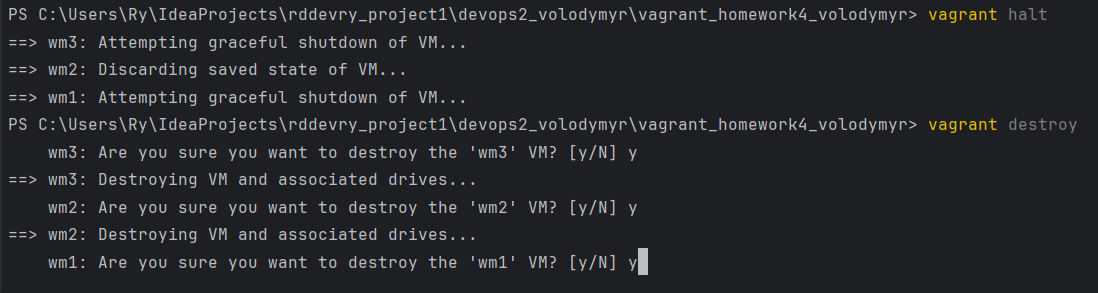 PS C:\Users\Ry\IdeaProjects\rddevry_project1\devops2_volodymyr\vagrant_homework4_volodymyr> vagrant halt
==> wm3: Attempting graceful shutdown of VM...
==> wm2: Discarding saved state of VM...
==> wm1: Attempting graceful shutdown of VM...
PS C:\Users\Ry\IdeaProjects\rddevry_project1\devops2_volodymyr\vagrant_homework4_volodymyr> vagrant destroy
    wm3: Are you sure you want to destroy the 'wm3' VM? [y/N] y
==> wm3: Destroying VM and associated drives...
    wm2: Are you sure you want to destroy the 'wm2' VM? [y/N] y
==> wm2: Destroying VM and associated drives...
    wm1: Are you sure you want to destroy the 'wm1' VM? [y/N] y